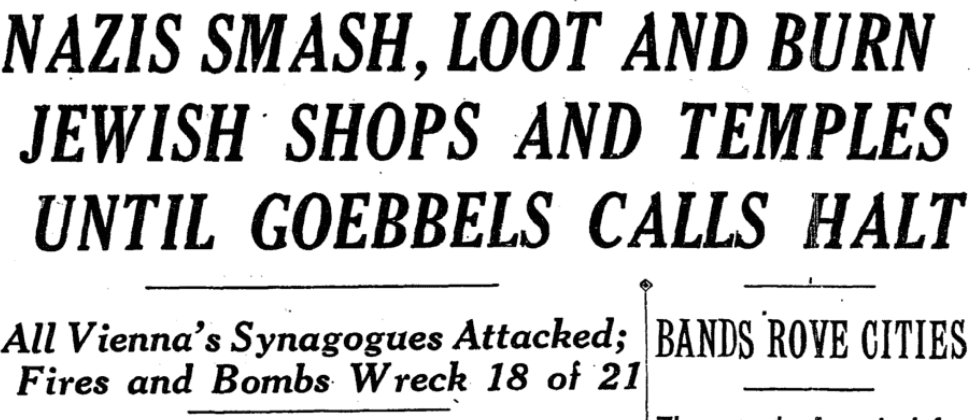 NAZIS SMASH, LOOT AND BURN
JEWISH SHOPS AND TEMPLES
UNTIL GOEBBELS CALLS HALT
All Vienna's Synagogues Attacked;
Fires and Bombs Wreck 18 of 21
BANDS ROVE CITIES